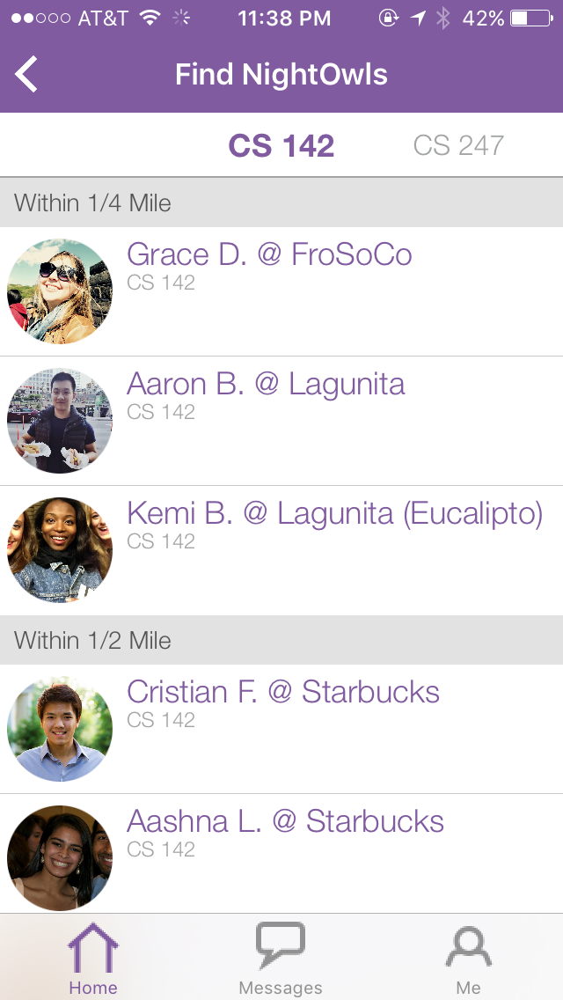 AT&T 11:38 PM 42%
Find NightOwls
CS 142 CS 247
Within 1/4 Mile
Grace D. @ FroSoCo
CS 142
Aaron B. @ Lagunita
CS 142
Kemi B. @ Lagunita (Eucalipto)
CS 142
Within 1/2 Mile
Cristian F. @ Starbucks
CS 142
Aashna L. @ Starbucks
CS 142
Home Messages Me